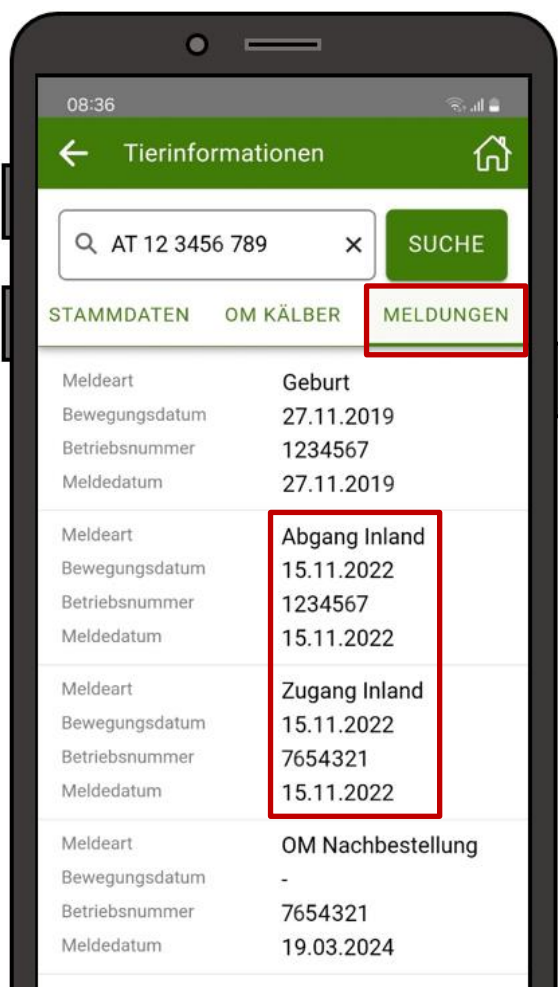 08:36
Tierinformationen
AT 12 3456 789 SUCHE
STAMMDATEN OM KÄLBER MELDUNGEN
Meldeart Geburt
Bewegungsdatum 27.11.2019
Betriebsnummer 1234567
Meldedatum 27.11.2019
Meldeart Abgang Inland
Bewegungsdatum 15.11.2022
Betriebsnummer 1234567
Meldedatum 15.11.2022
Meldeart Zugang Inland
Bewegungsdatum 15.11.2022
Betriebsnummer 7654321
Meldedatum 15.11.2022
Meldeart OM Nachbestellung
Bewegungsdatum -
Betriebsnummer 7654321
Meldedatum 19.03.2024